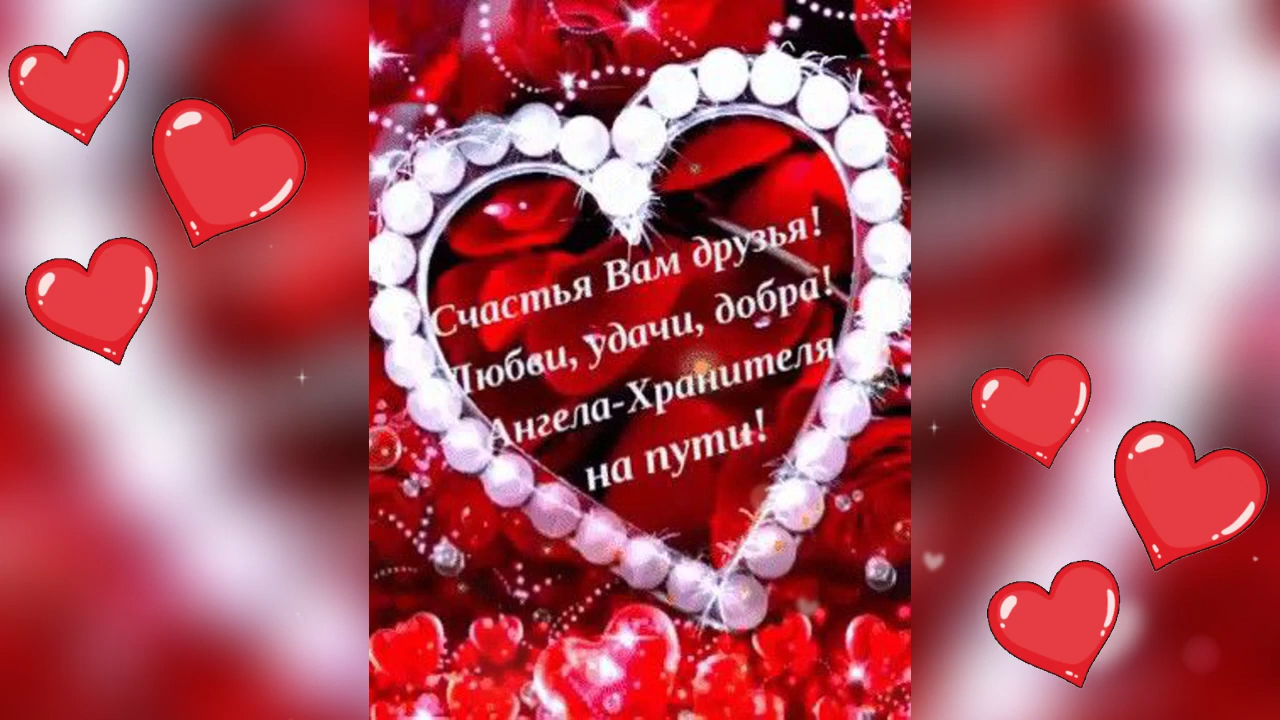 Счастья Вам друзья!
Любви, удачи, добра!
Ангела-Хранителя
на пути!